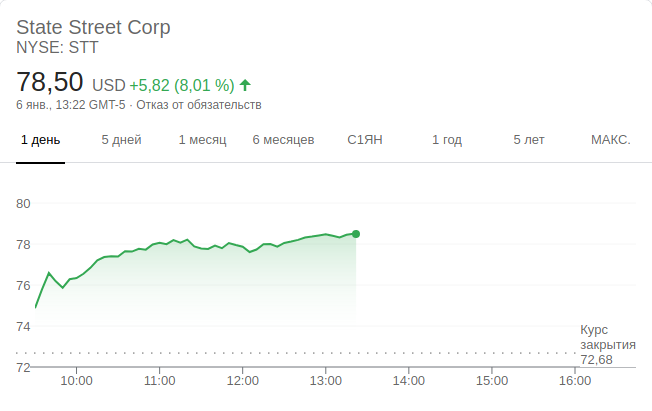 State Street Corp
NYSE: STT
78,50 USD +5,82 (8,01 %)
6 янв., 13:22 GMT-5 · Отказ от обязательств
1 день 5 дней 1 месяц 6 месяцев С1ЯН 1 год 5 лет МАКС.
80
78
76
74
72
Курс
закрытия
72,68
10:00 11:00 12:00 13:00 14:00 15:00 16:00